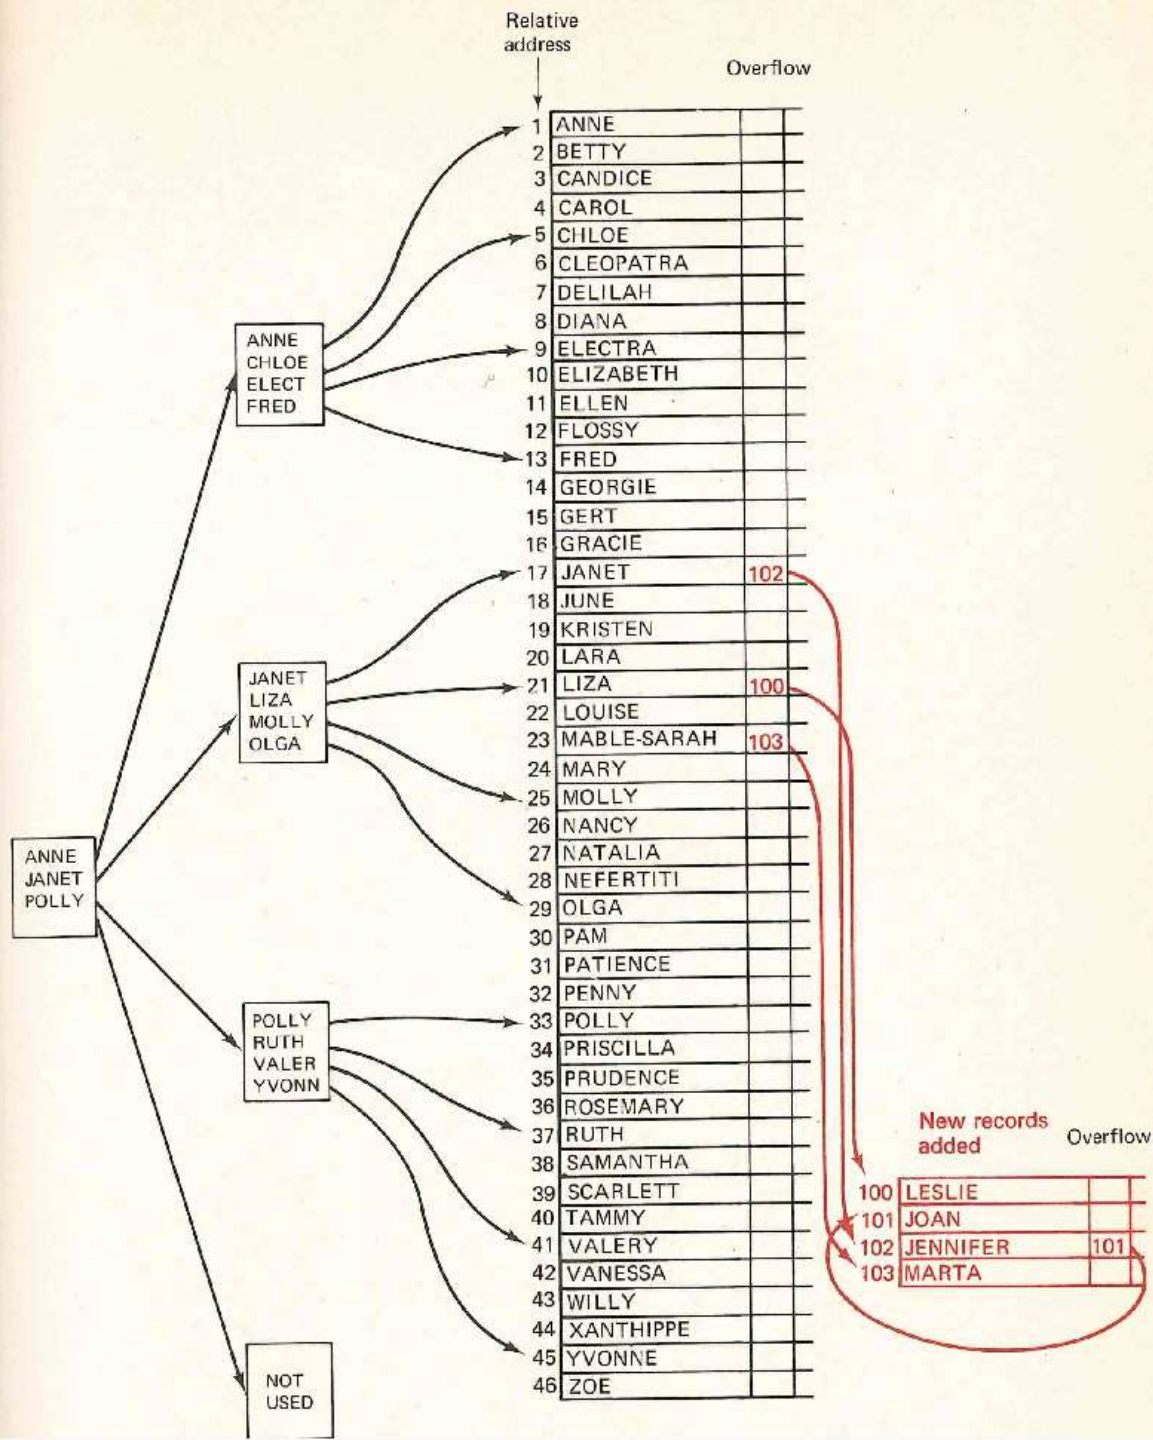 Relative
address
Overflow
1 ANNE
2 BETTY
3 CANDICE
4 CAROL
5 CHLOE
6 CLEOPATRA
7 DELILAH
8 DIANA
9 ELECTRA
10 ELIZABETH
11 ELLEN
12 FLOSSY
13 FRED
14 GEORGIE
15 GERT
16 GRACIE
17 JANET 102
18 JUNE
19 KRISTEN
20 LARA
21 LIZA 100
22 LOUISE
23 MABLE-SARAH 103
24 MARY
25 MOLLY
26 NANCY
27 NATALIA
28 NEFERTITI
29 OLGA
30 PAM
31 PATIENCE
32 PENNY
33 POLLY
34 PRISCILLA
35 PRUDENCE
36 ROSEMARY
37 RUTH
38 SAMANTHA
39 SCARLETT
40 TAMMY
41 VALERY
42 VANESSA
43 WILLY
44 XANTHIPPE
45 YVONNE
46 ZOE
ANNE
CHLOE
ELECT
FRED
JANET
LIZA
MOLLY
OLGA
ANNE
JANET
POLLY
POLLY
RUTH
VALER
YVONN
NOT
USED
New records
added
Overflow
100 LESLIE
101 JOAN
102 JENNIFER 101
103 MARTA